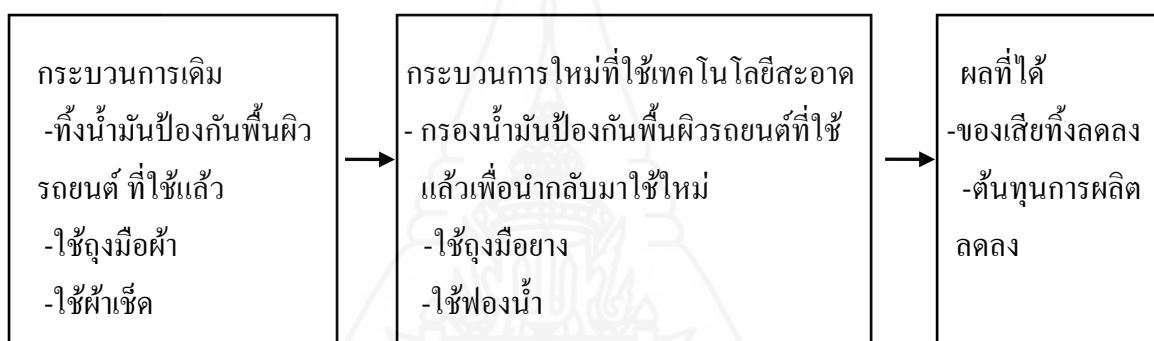 กระบวนการเดิม
-ทิ้งน้ำมันป้องกันพื้นผิว
รถยนต์ ที่ใช้แล้ว
-ใช้ถุงมือผ้า
-ใช้ผ้าเช็ด
กระบวนการใหม่ที่ใช้เทคโนโลยีสะอาด
- กรองน้ำมันป้องกันพื้นผิวรถยนต์ที่ใช้
แล้วเพื่อนำกลับมาใช้ใหม่
-ใช้ถุงมือยาง
-ใช้ฟองน้ำ
ผลที่ได้
-ของเสียทิ้งลดลง
-ต้นทุนการผลิต
ลดลง